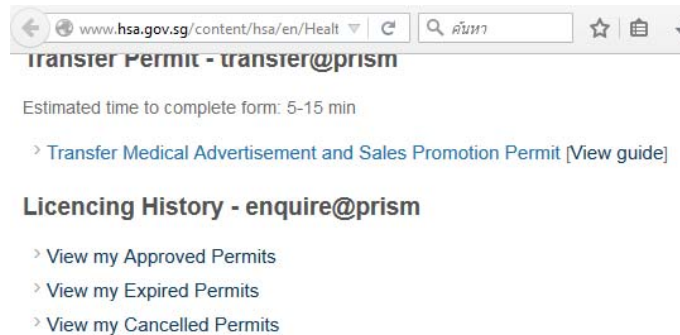 www.hsa.gov.sg/content/hsa/en/Healt ค้นหา
Transfer Permit - transfer@prism
Estimated time to complete form: 5-15 min
Transfer Medical Advertisement and Sales Promotion Permit [View guide]
Licencing History - enquire@prism
View my Approved Permits
View my Expired Permits
View my Cancelled Permits